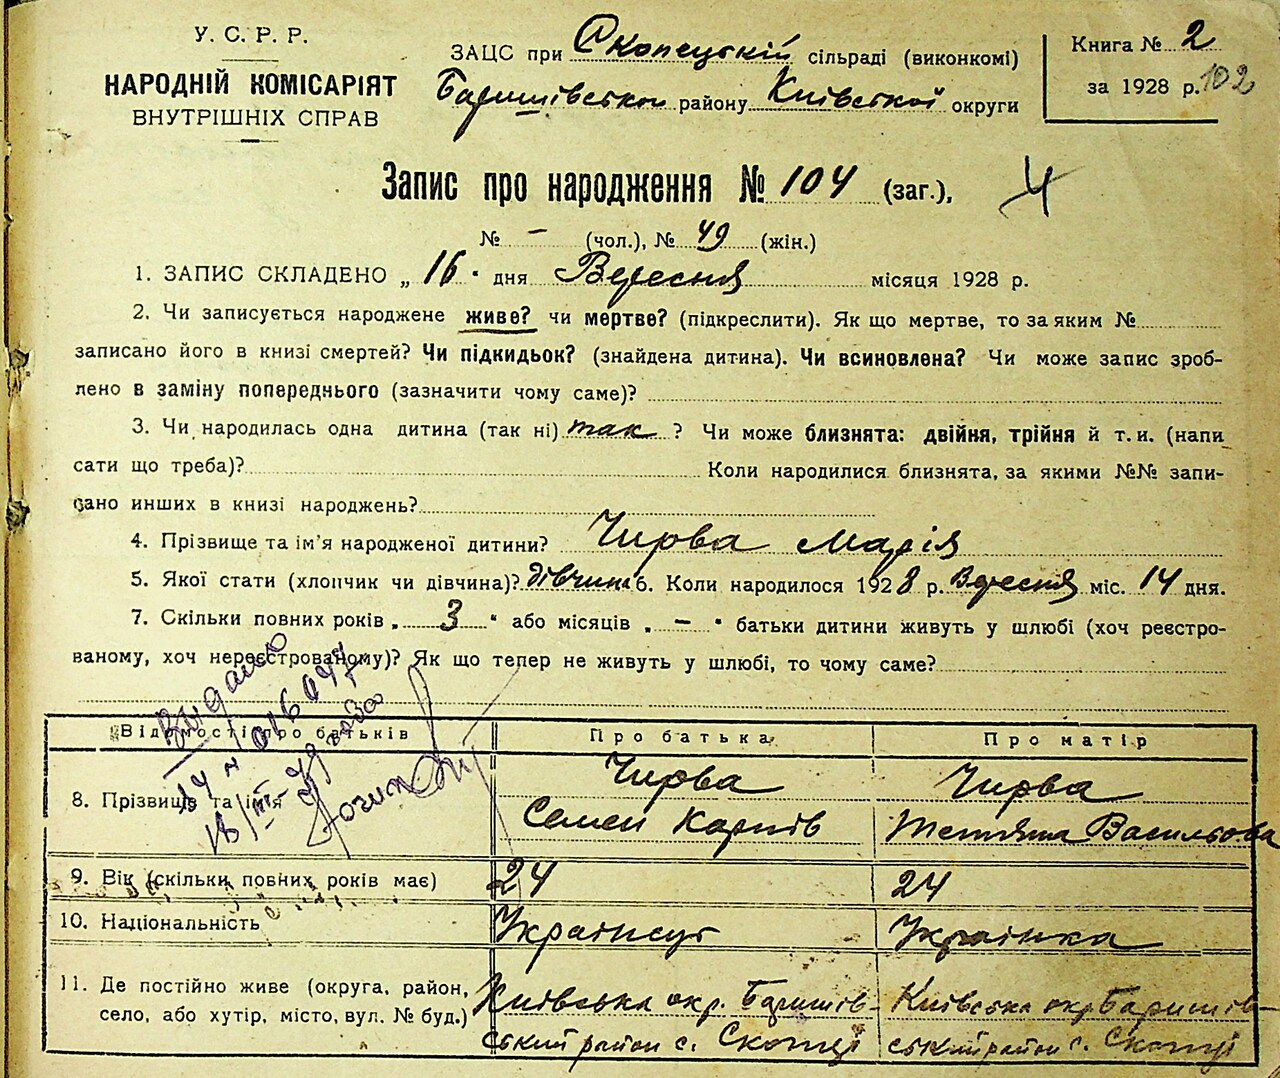 У. С. Р. Р.
НАРОДНІЙ КОМІСАРІЯТ
ВНУТРІШНІХ СПРАВ
ЗАЦС при Скопецькій сільраді (виконкомі)
Баришівської району Київської округи
Книга № 2
за 1928 р. 102
Запис про народження № 104 (заг.),
4
№ – (чол.), № 49 (жін.)
1. ЗАПИС СКЛАДЕНО „ 16 " дня Вересня місяця 1928 р.
2. Чи записується народжене живе? чи мертве? (підкреслити). Як що мертве, то за яким №
записано його в книзі смертей? Чи підкидьок? (знайдена дитина). Чи всиновлена? Чи може запис зроб-
лено в заміну попереднього (зазначити чому саме)?
3. Чи народилась одна дитина (так ні) так ? Чи може близнята: двійня, трійня й т. и. (напи
сати що треба)? Коли народилися близнята, за якими №№ запи-
сано инших в книзі народжень?
4. Прізвище та ім'я народженої дитини? Чирва Марія
5. Якої стати (хлопчик чи дівчина)? дівчина 6. Коли народилося 1928 р. Вересня міс. 14 дня.
7. Скільки повних років „ 3 " або місяців „ – " батьки дитини живуть у шлюбі (хоч реєстро-
ваному, хоч нереєстрованому)? Як що тепер не живуть у шлюбі, то чому саме?
Відомості про батьків Про батька Про матір
8. Прізвище та ім'я Чирва Чирва
Семен Карпів Тетяна Васильова
9. Вік (скільки повних років має) 24 24
10. Національність Українець Українка
11. Де постійно живе (округа, район, Київська окр. Баришів- Київська окр Баришів-
село, або хутір, місто, вул. № буд.) ський район с. Скопці ський район с. Скопці